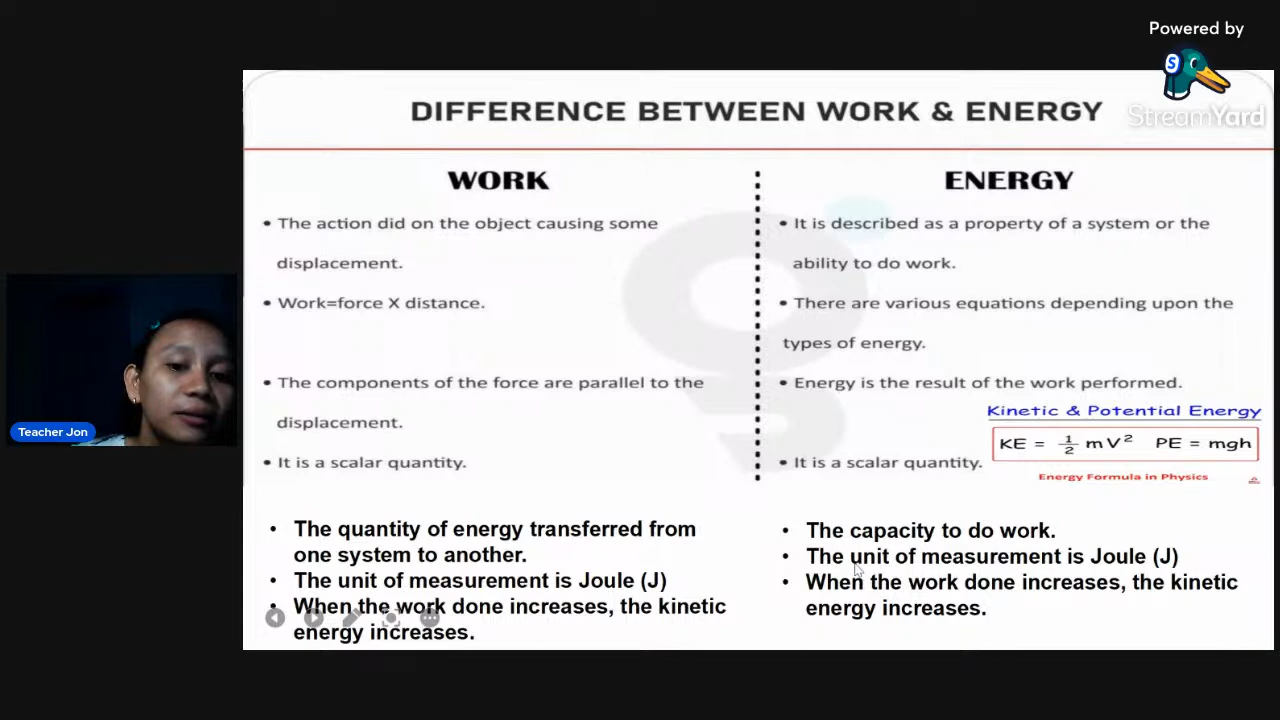 Powered by
S
StreamYard
DIFFERENCE BETWEEN WORK & ENERGY
WORK
• The action did on the object causing some
displacement.
• Work=force X distance.
• The components of the force are parallel to the
displacement.
• It is a scalar quantity.
• The quantity of energy transferred from
one system to another.
• The unit of measurement is Joule (J)
• When the work done increases, the kinetic
energy increases.
ENERGY
• It is described as a property of a system or the
ability to do work.
• There are various equations depending upon the
types of energy.
• Energy is the result of the work performed.
Kinetic & Potential Energy
KE = 1/2 mV² PE = mgh
Energy Formula in Physics
• It is a scalar quantity.
• The capacity to do work.
• The unit of measurement is Joule (J)
• When the work done increases, the kinetic
energy increases.
Teacher Jon